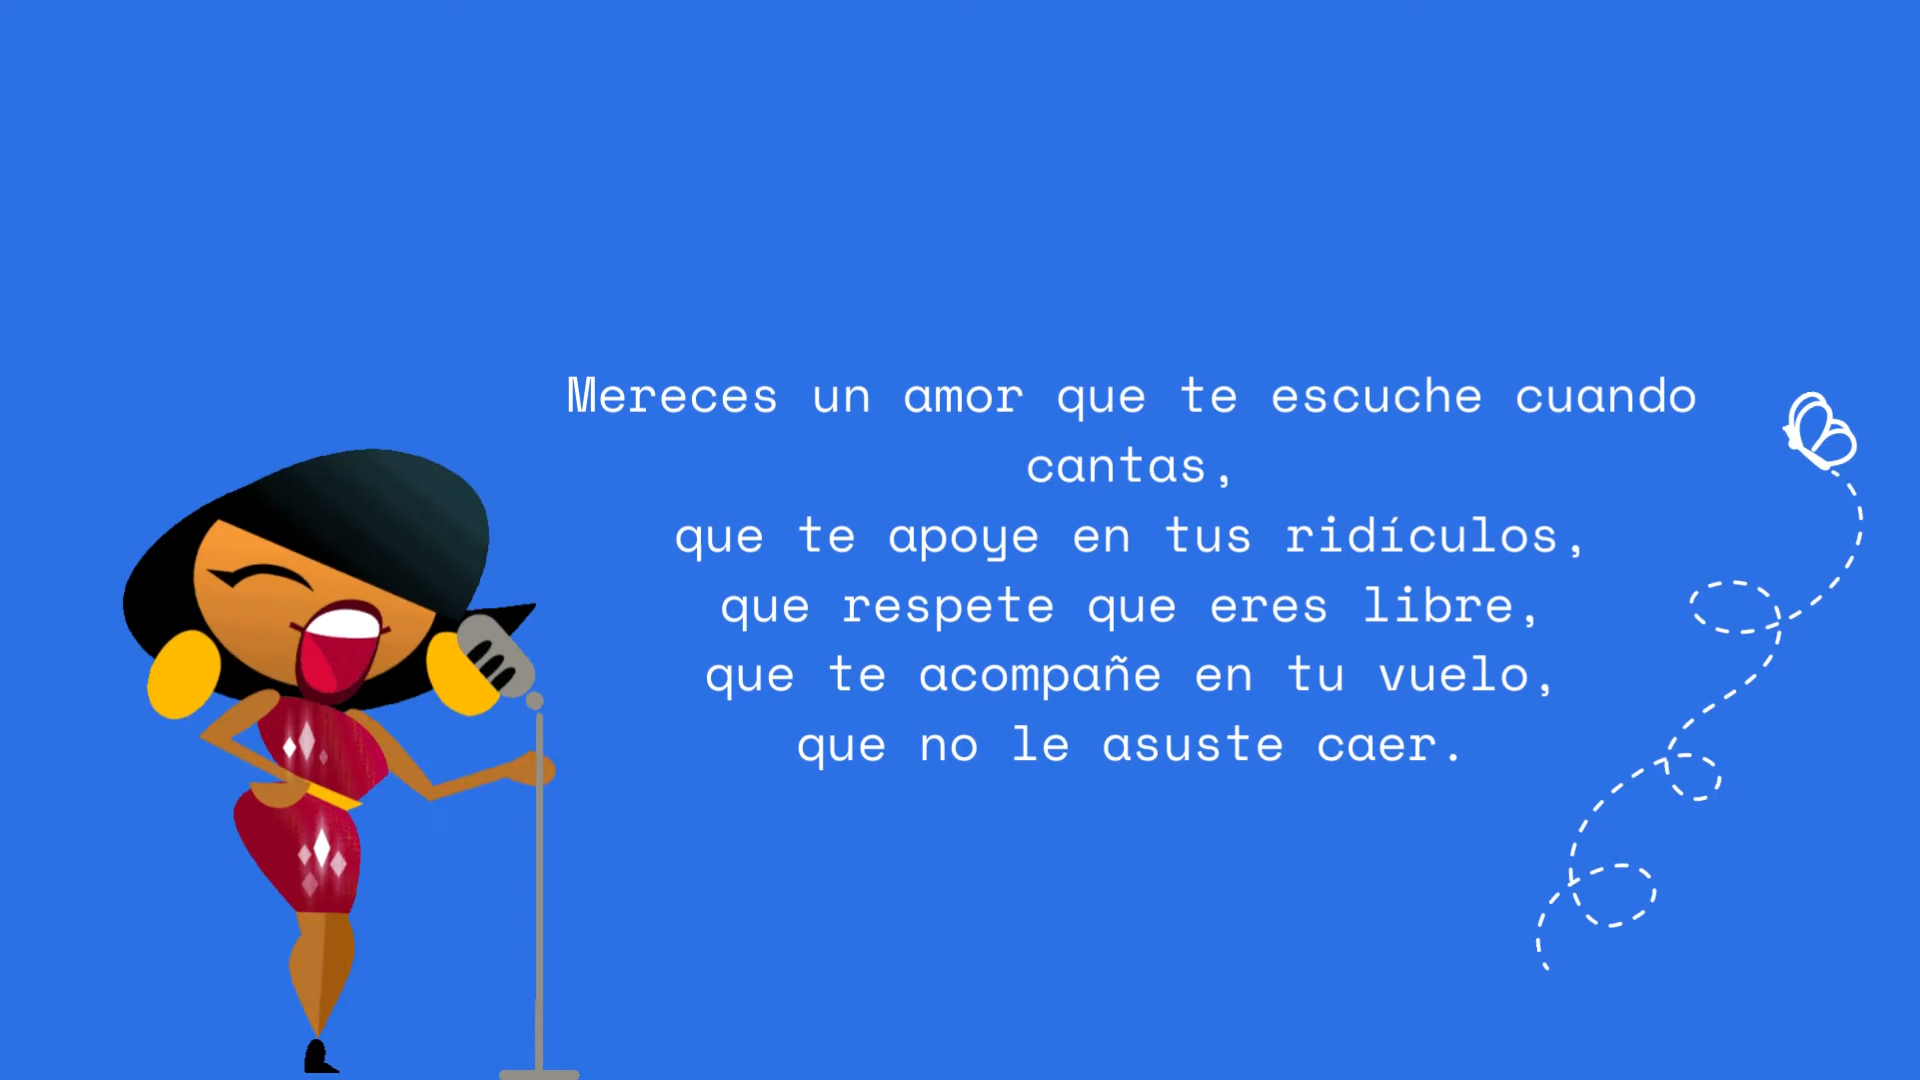 Mereces un amor que te escuche cuando
cantas,
que te apoye en tus ridículos,
que respete que eres libre,
que te acompañe en tu vuelo,
que no le asuste caer.